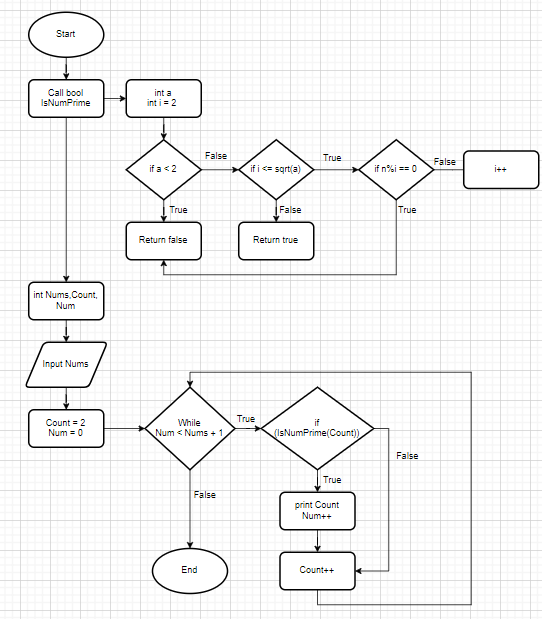 Start
Call bool
IsNumPrime
int a
int i = 2
if a < 2
False
if i <= sqrt(a)
True
if n%i == 0
False
i++
True
False
True
Return false
Return true
int Nums,Count,
Num
Input Nums
Count = 2
Num = 0
While
Num < Nums + 1
True
if
(IsNumPrime(Count))
False
True
False
print Count
Num++
End
Count++